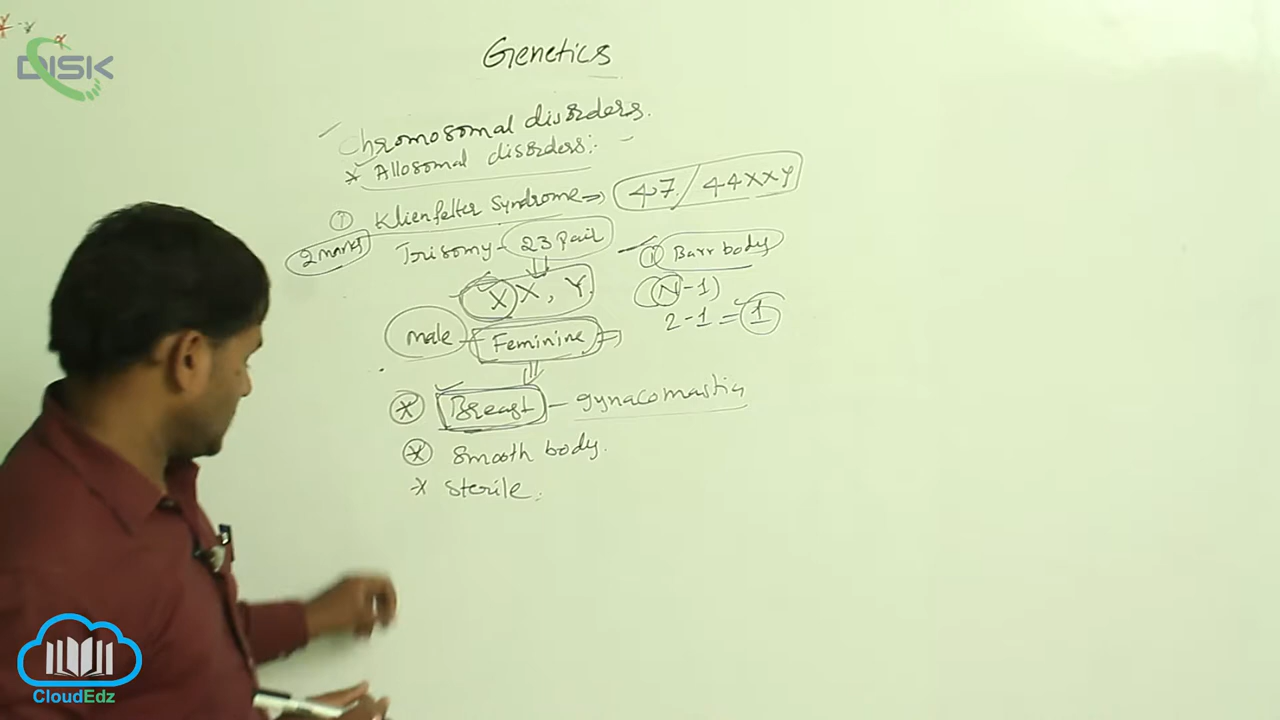 DISK
Genetics
Chromosomal disorders.
* Allosomal disorders:-
① Klienfelter Syndrome => 47/44XXY
2 marks
Trisomy - 23 pair
① Barr body
X X, Y.
(N-1)
2-1 = 1
male - Feminine =>
* Breast - gynacomastia
* Smooth body.
* Sterile.
CloudEdz